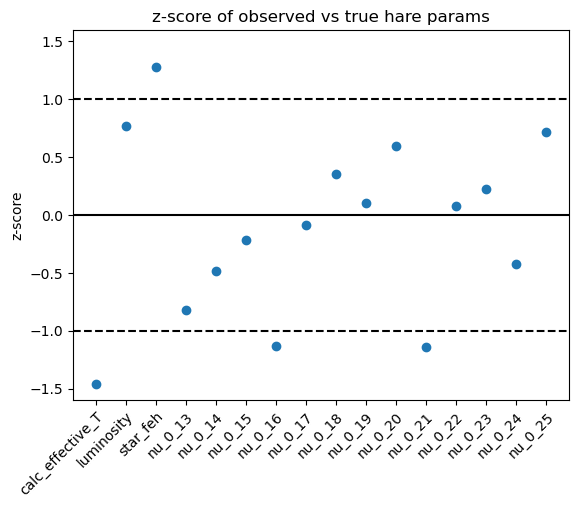 z-score of observed vs true hare params
1.5
1.0
0.5
0.0
−0.5
−1.0
−1.5
z-score
calc_effective_T
luminosity
star_feh
nu_0_13
nu_0_14
nu_0_15
nu_0_16
nu_0_17
nu_0_18
nu_0_19
nu_0_20
nu_0_21
nu_0_22
nu_0_23
nu_0_24
nu_0_25